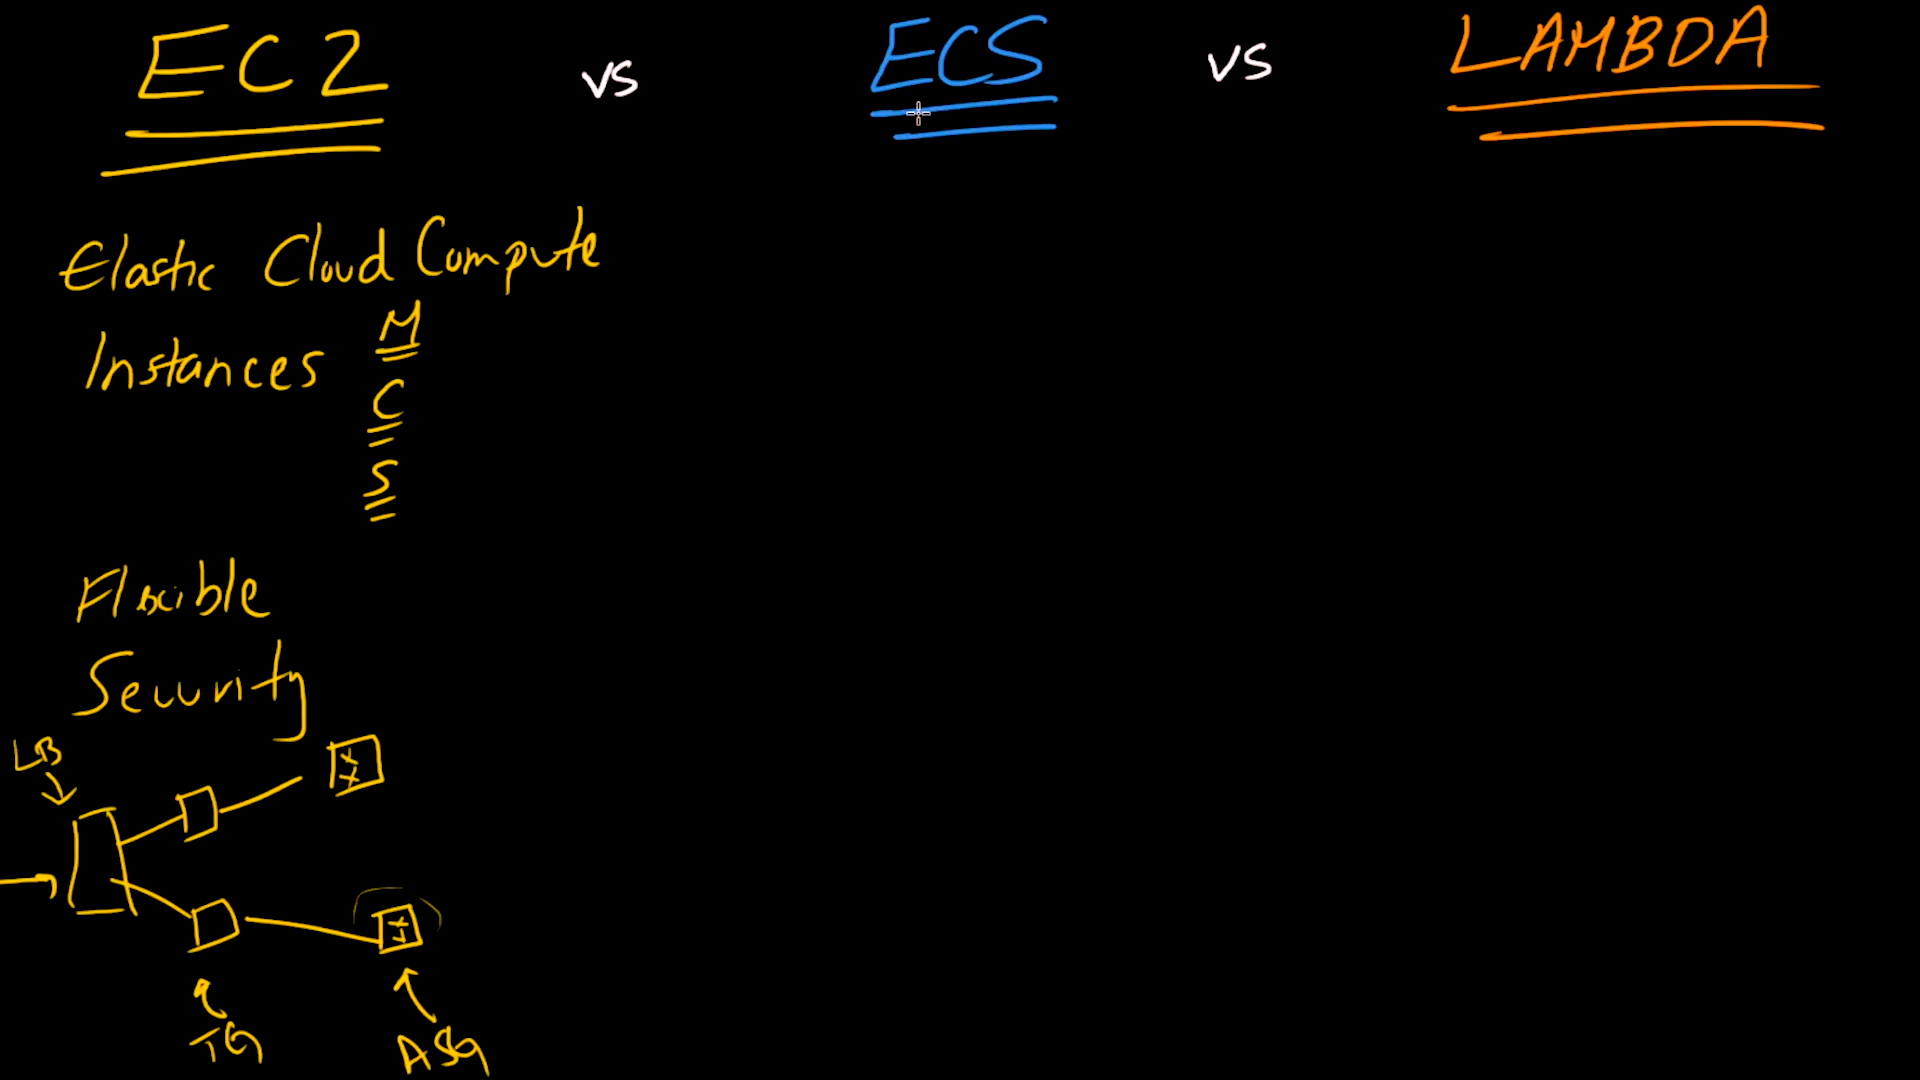 EC2 vs ECS vs LAMBDA
Elastic Cloud Compute
Instances
M
C
S
Flexible
Security
LB
TG
ASG